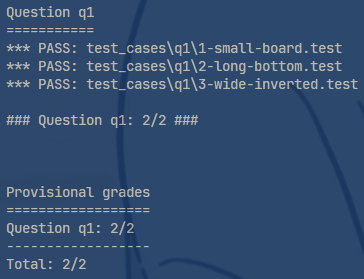 Question q1
===========
*** PASS: test_cases\q1\1-small-board.test
*** PASS: test_cases\q1\2-long-bottom.test
*** PASS: test_cases\q1\3-wide-inverted.test
### Question q1: 2/2 ###
Provisional grades
==================
Question q1: 2/2
------------------
Total: 2/2